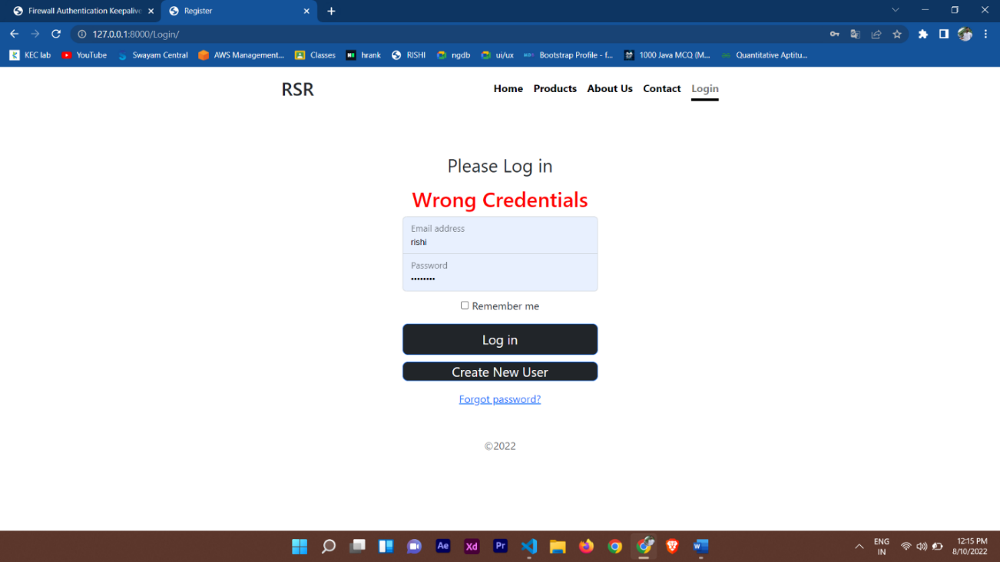 Firewall Authentication Keepaliv
Register
127.0.0.1:8000/Login/
KEC lab YouTube Swayam Central AWS Management... Classes hrank RISHI ngdb ui/ux Bootstrap Profile - f... 1000 Java MCQ (M... Quantitative Aptitu...
RSR
Home Products About Us Contact Login
Please Log in
Wrong Credentials
Email address
rishi
Password
••••••••
Remember me
Log in
Create New User
Forgot password?
©2022
Ae Xd Pr
ENG
IN
12:15 PM
8/10/2022